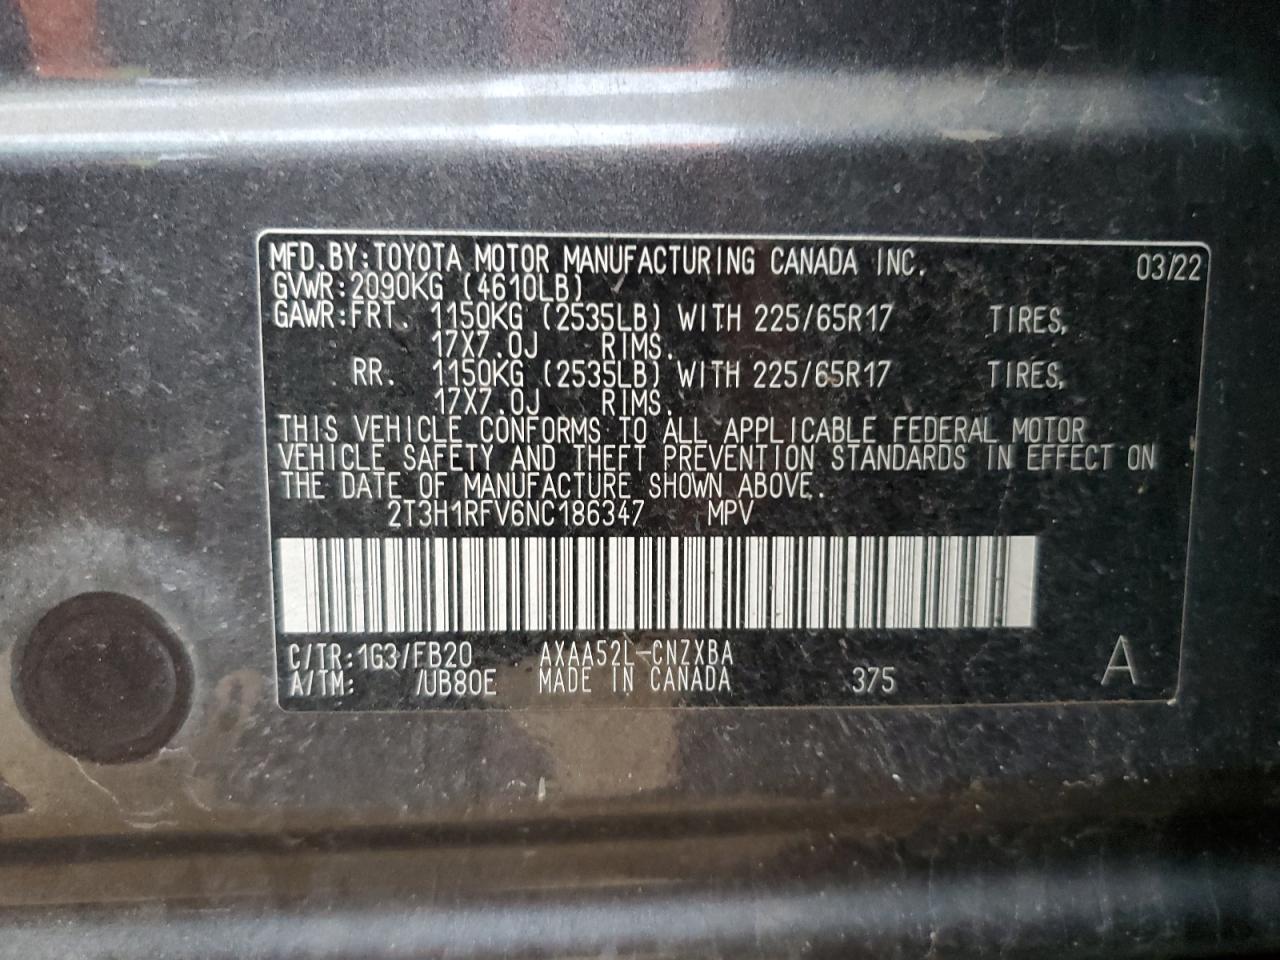 MFD.BY:TOYOTA MOTOR MANUFACTURING CANADA INC. 03/22
GVWR:2090KG (4610LB)
GAWR:FRT. 1150KG (2535LB) WITH 225/65R17 TIRES,
17X7.0J RIMS.
RR. 1150KG (2535LB) WITH 225/65R17 TIRES,
17X7.0J RIMS.
THIS VEHICLE CONFORMS TO ALL APPLICABLE FEDERAL MOTOR
VEHICLE SAFETY AND THEFT PREVENTION STANDARDS IN EFFECT ON
THE DATE OF MANUFACTURE SHOWN ABOVE.
2T3H1RFV6NC186347 MPV
C/TR:1G3/FB20 AXAA52L-CNZXBA
A/TM: /UB80E MADE IN CANADA 375 A